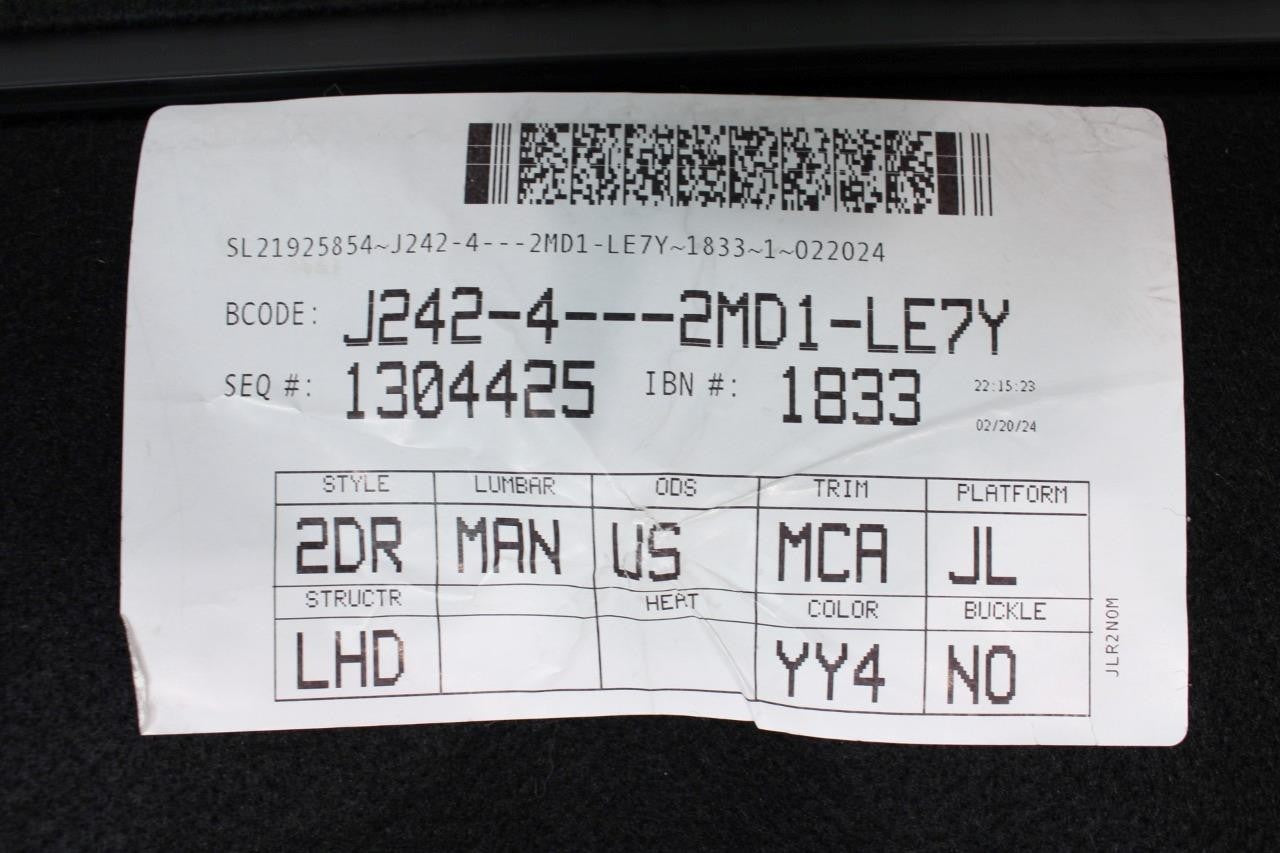 SL21925854~J242-4---2MD1-LE7Y~1833~1~022024
BCODE: J242-4---2MD1-LE7Y
SEQ #: 1304425 IBN #: 1833 22:15:23
02/20/24
STYLE LUMBAR ODS TRIM PLATFORM
2DR MAN US MCA JL
STRUCTR HEAT COLOR BUCKLE
LHD YY4 NO
JLR2NOM